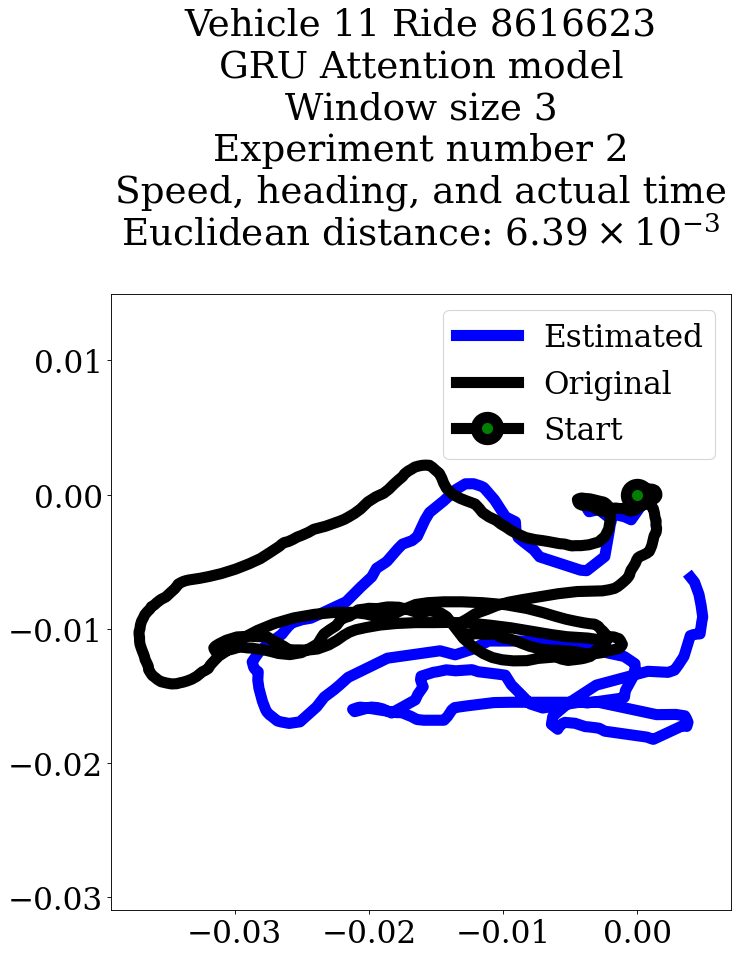 Vehicle 11 Ride 8616623
GRU Attention model
Window size 3
Experiment number 2
Speed, heading, and actual time
Euclidean distance: 6.39 × 10⁻³
Estimated
Original
Start
0.01
0.00
−0.01
−0.02
−0.03
−0.03 −0.02 −0.01 0.00